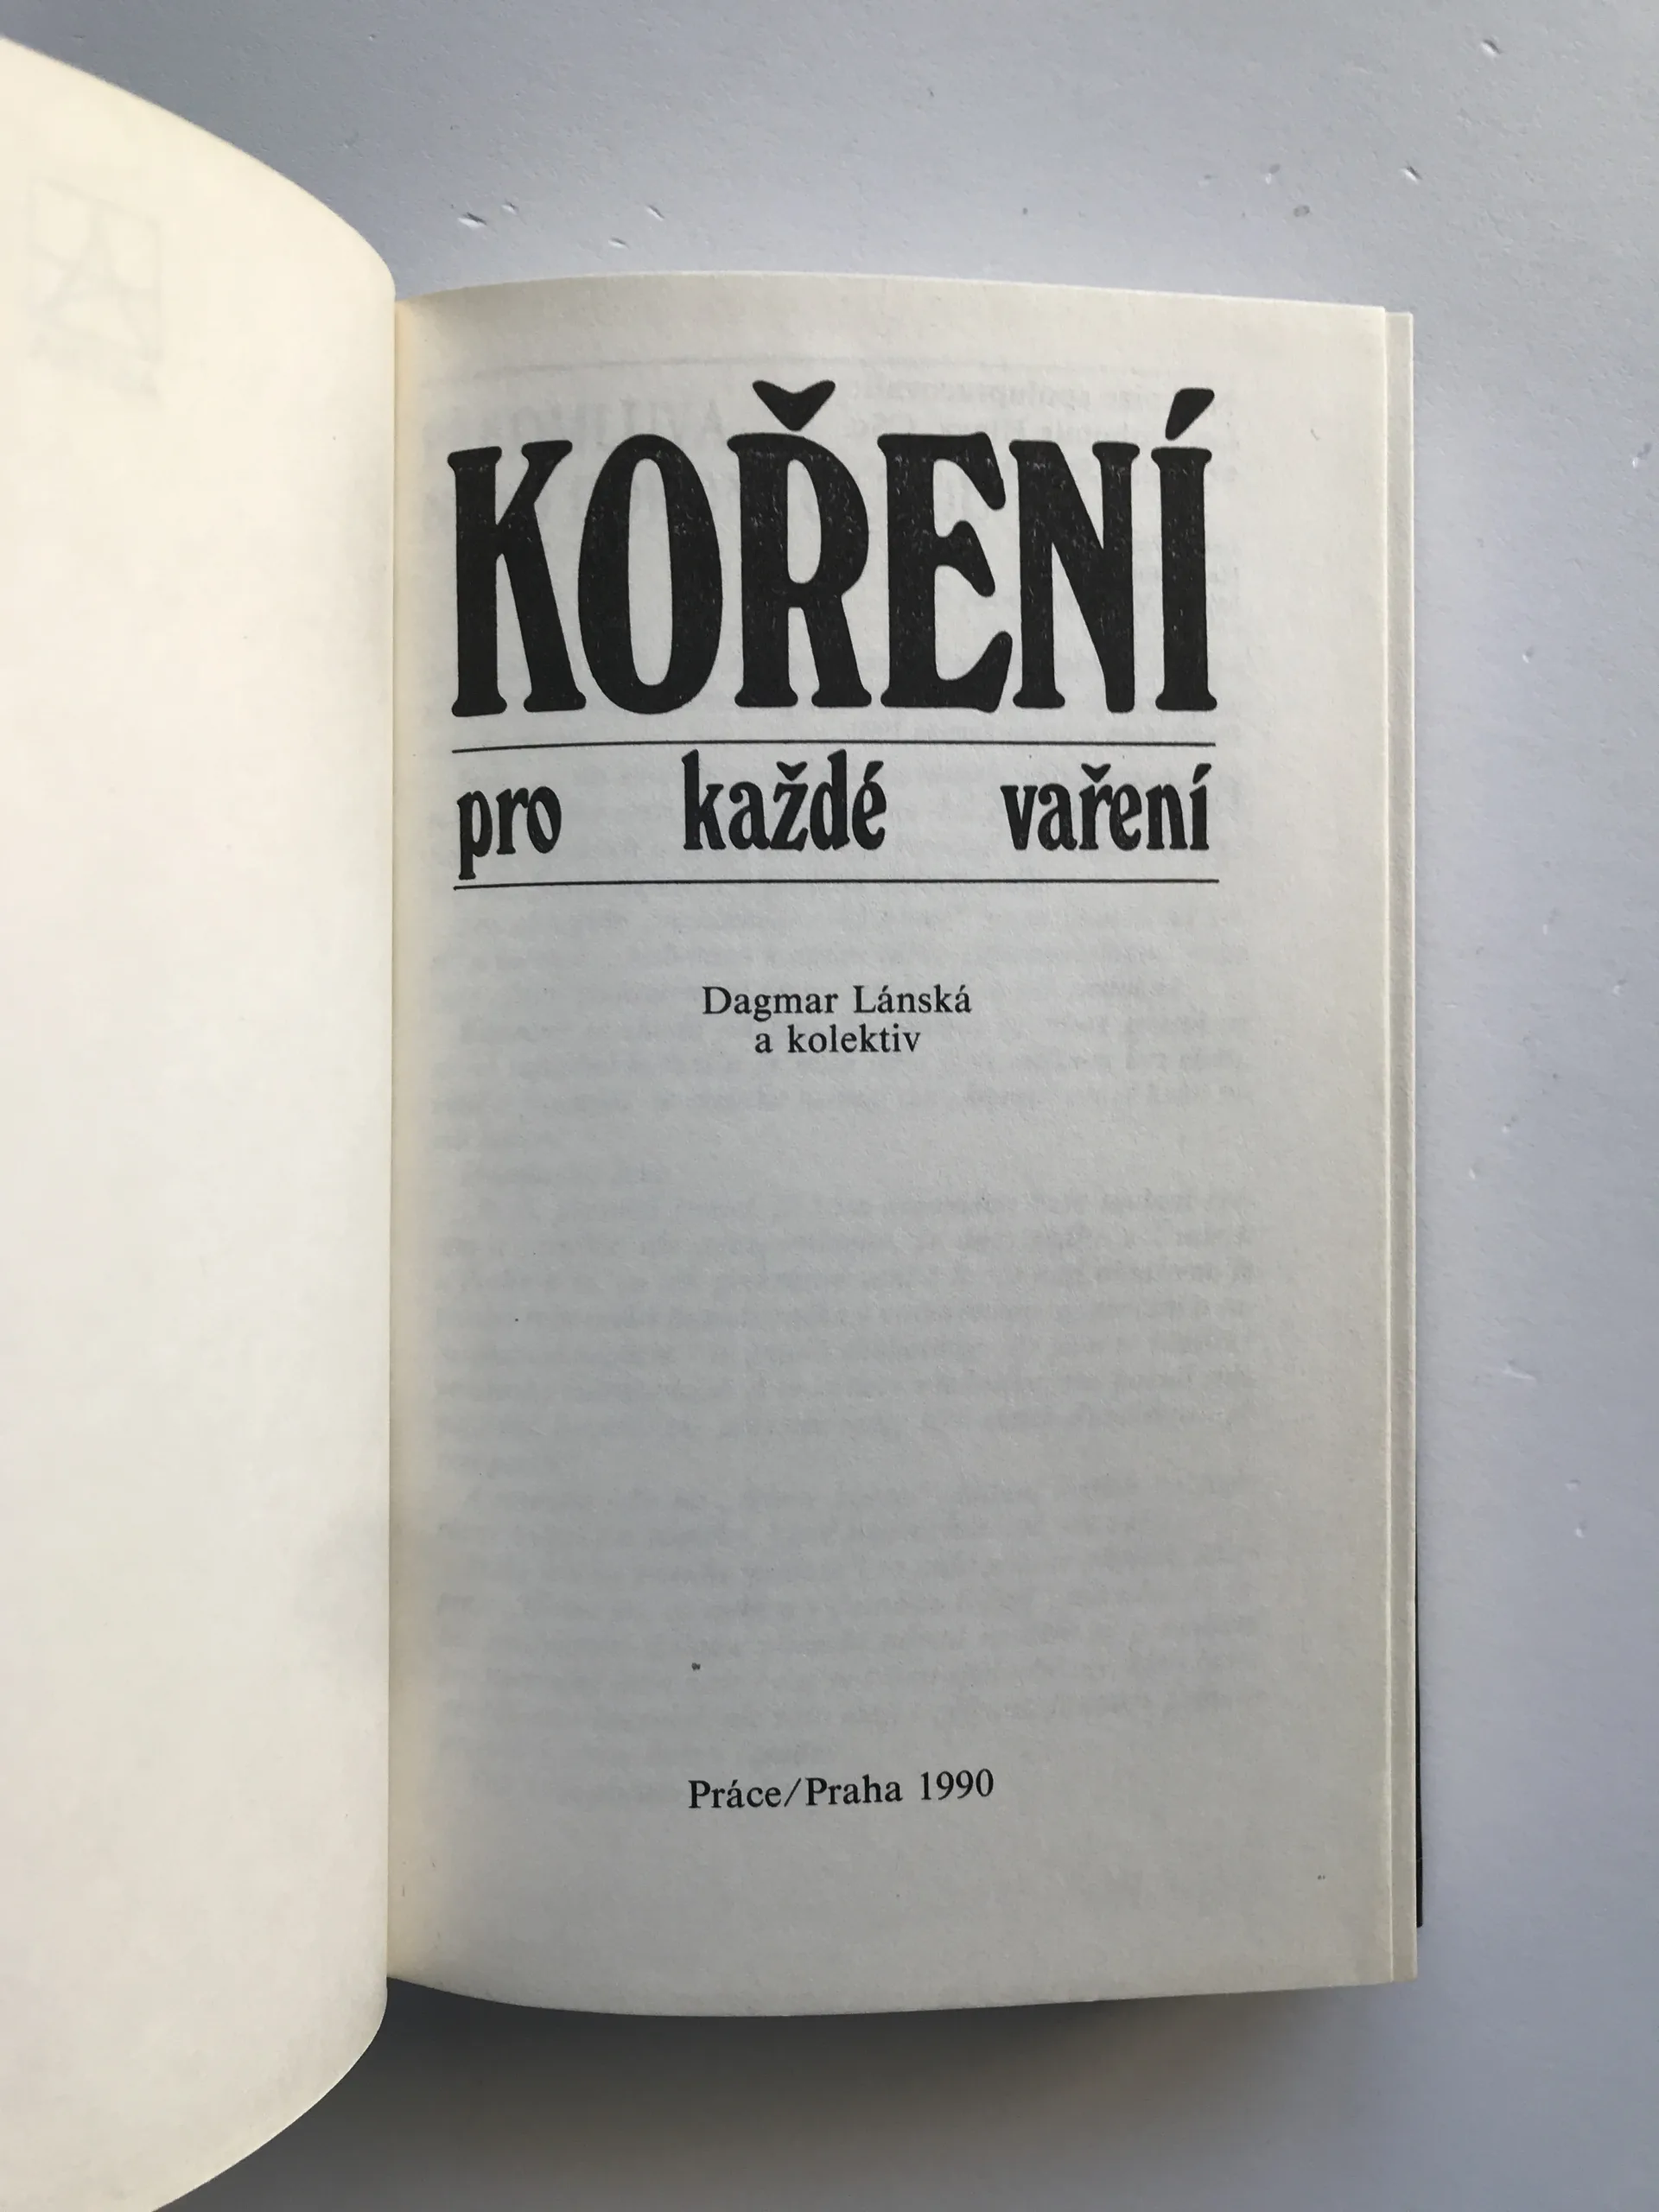 KOŘENÍ
pro každé vaření
Dagmar Lánská
a kolektiv
Práce/Praha 1990